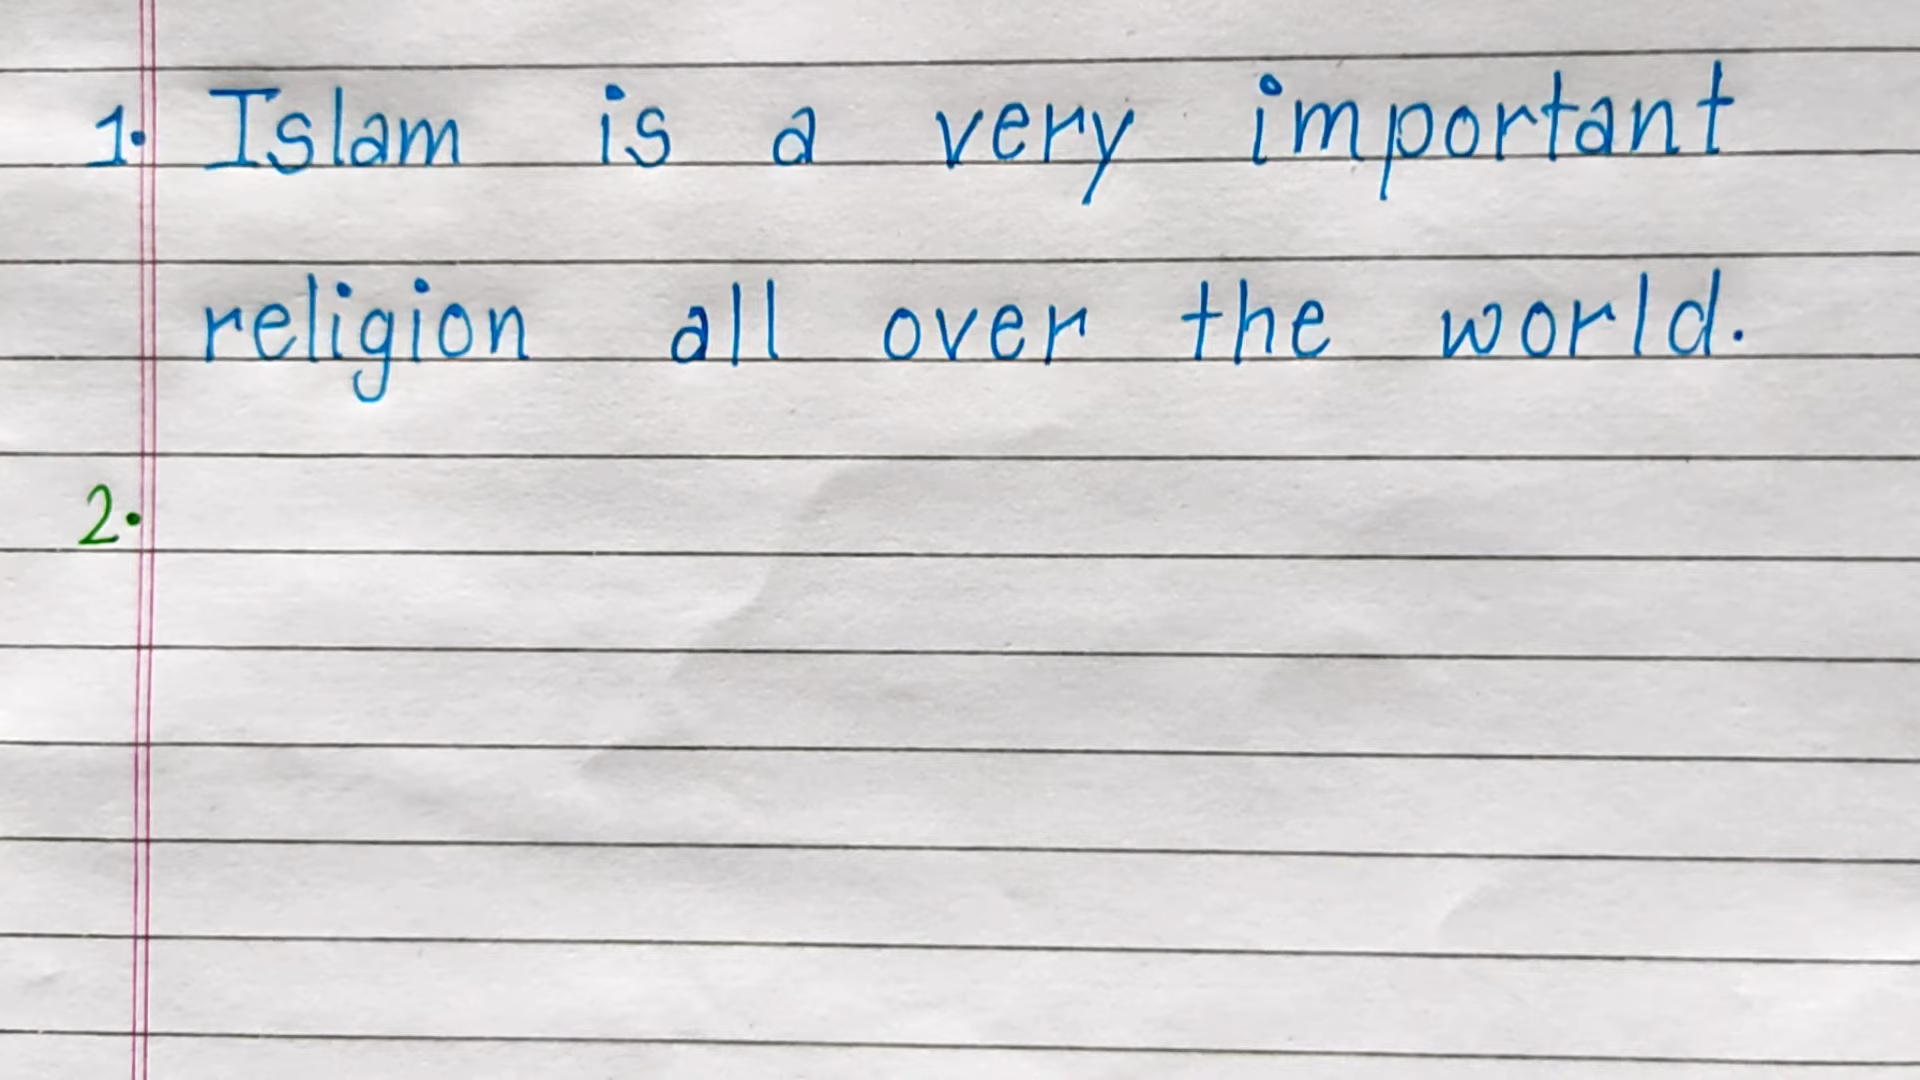 1. Islam is a very important
religion all over the world.
2.